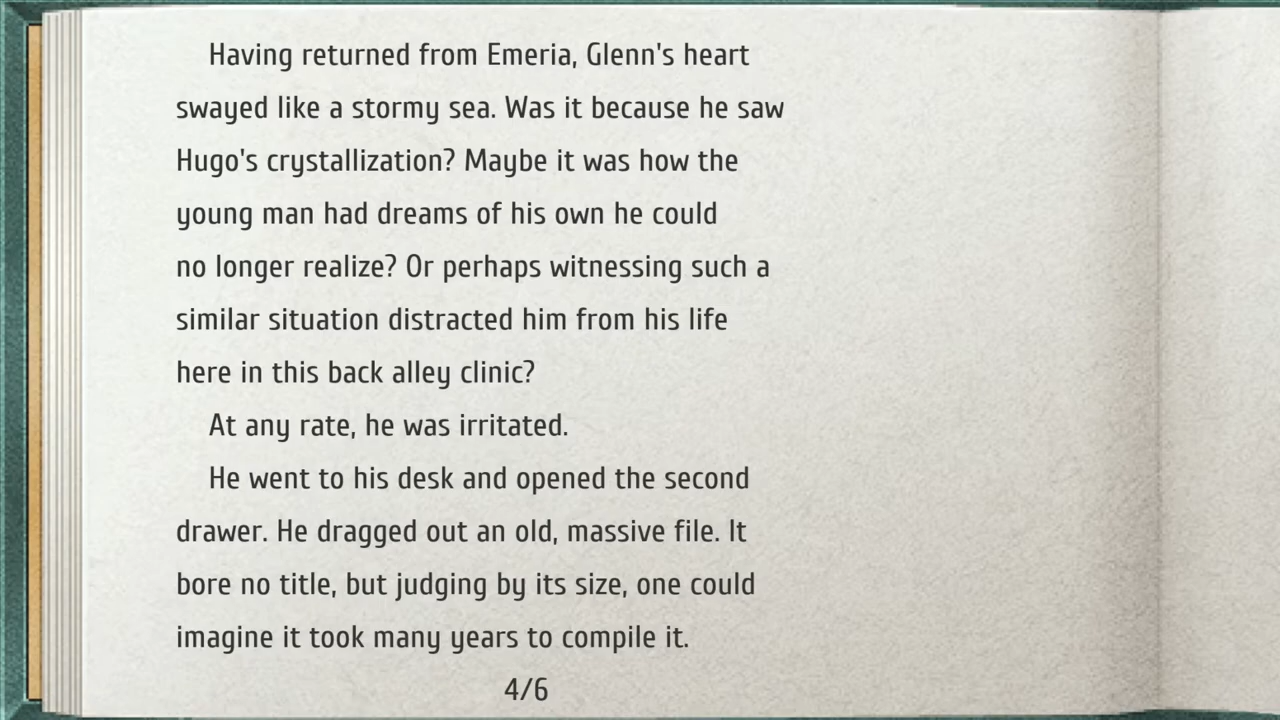 Having returned from Emeria, Glenn's heart
swayed like a stormy sea. Was it because he saw
Hugo's crystallization? Maybe it was how the
young man had dreams of his own he could
no longer realize? Or perhaps witnessing such a
similar situation distracted him from his life
here in this back alley clinic?
At any rate, he was irritated.
He went to his desk and opened the second
drawer. He dragged out an old, massive file. It
bore no title, but judging by its size, one could
imagine it took many years to compile it.
4/6